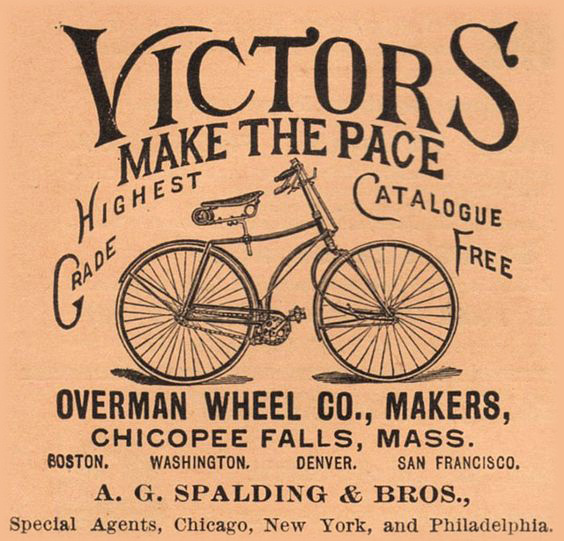 VICTORS
MAKE THE PACE
HIGHEST
GRADE
CATALOGUE
FREE
OVERMAN WHEEL CO., MAKERS,
CHICOPEE FALLS, MASS.
BOSTON. WASHINGTON. DENVER. SAN FRANCISCO.
A. G. SPALDING & BROS.,
Special Agents, Chicago, New York, and Philadelphia.